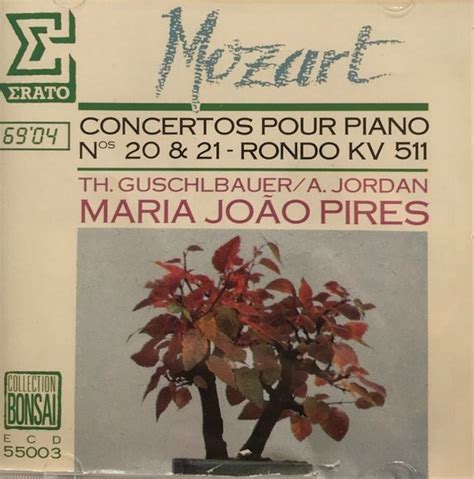 ERATO
Mozart
69'04
CONCERTOS POUR PIANO
Nos 20 & 21 - RONDO KV 511
TH. GUSCHLBAUER/A. JORDAN
MARIA JOÃO PIRES
COLLECTION
BONSAI
ECD
55003